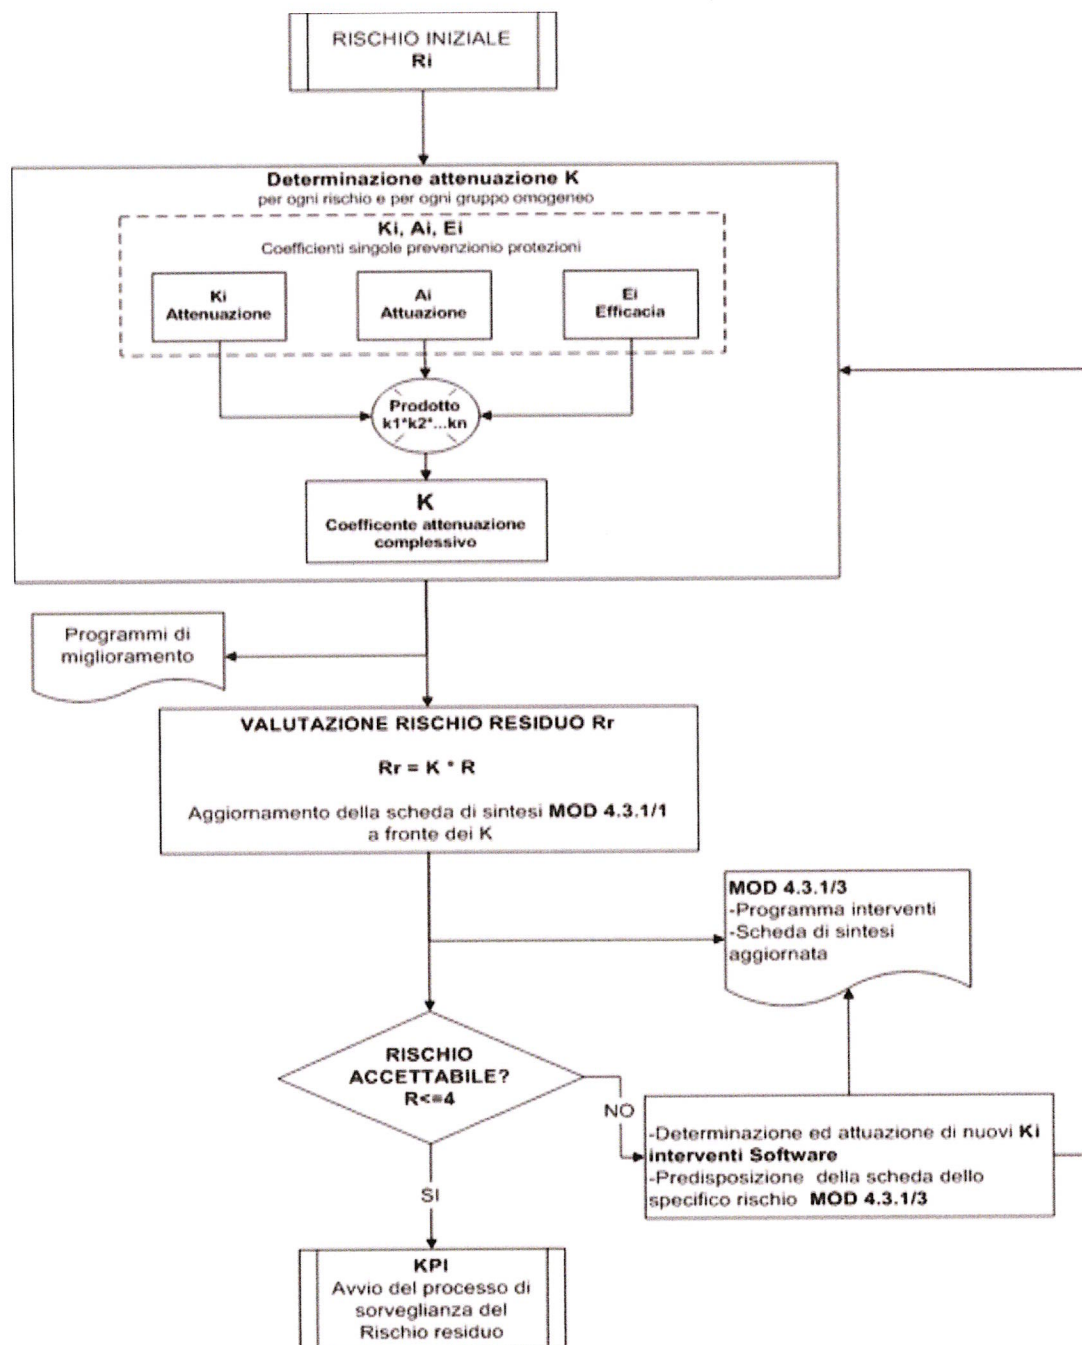 RISCHIO INIZIALE
Ri
Determinazione attenuazione K
per ogni rischio e per ogni gruppo omogeneo
Ki, Ai, Ei
Coefficienti singole prevenzionio protezioni
Ki
Attenuazione
Ai
Attuazione
Ei
Efficacia
Prodotto
k1*k2*...kn
K
Coefficente attenuazione
complessivo
Programmi di
miglioramento
VALUTAZIONE RISCHIO RESIDUO Rr
Rr = K * R
Aggiornamento della scheda di sintesi MOD 4.3.1/1
a fronte dei K
MOD 4.3.1/3
-Programma interventi
-Scheda di sintesi
aggiornata
RISCHIO
ACCETTABILE?
R<=4
NO
-Determinazione ed attuazione di nuovi Ki
interventi Software
-Predisposizione della scheda dello
specifico rischio MOD 4.3.1/3
SI
KPI
Avvio del processo di
sorveglianza del
Rischio residuo